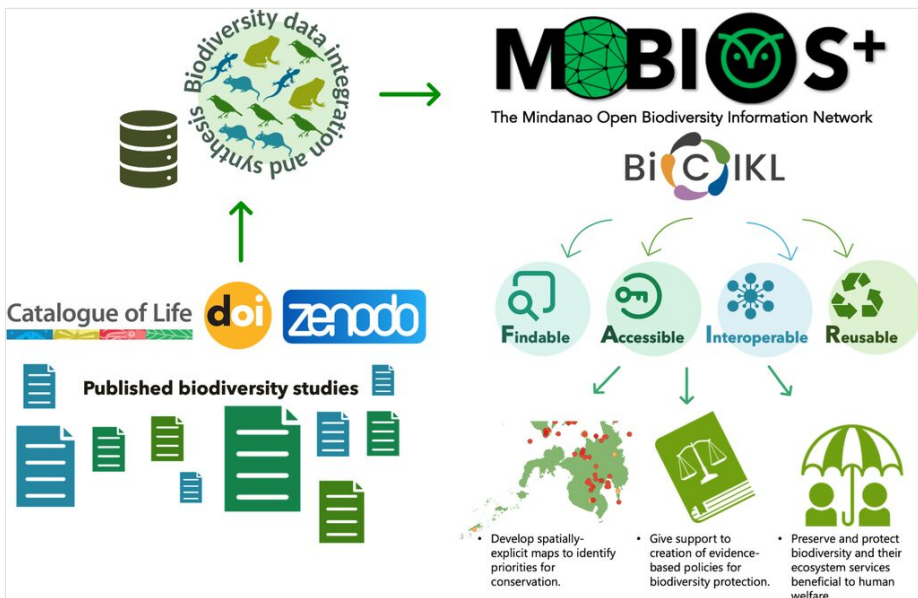 Biodiversity data integration
and synthesis
MOBIOS+
The Mindanao Open Biodiversity Information Network
BiCIKL
Catalogue of Life
doi
zenodo
Findable
Accessible
Interoperable
Reusable
Published biodiversity studies
• Develop spatially-
explicit maps to identify
priorities for
conservation.
• Give support to
creation of evidence-
based policies for
biodiversity protection.
• Preserve and protect
biodiversity and their
ecosystem services
beneficial to human
welfare